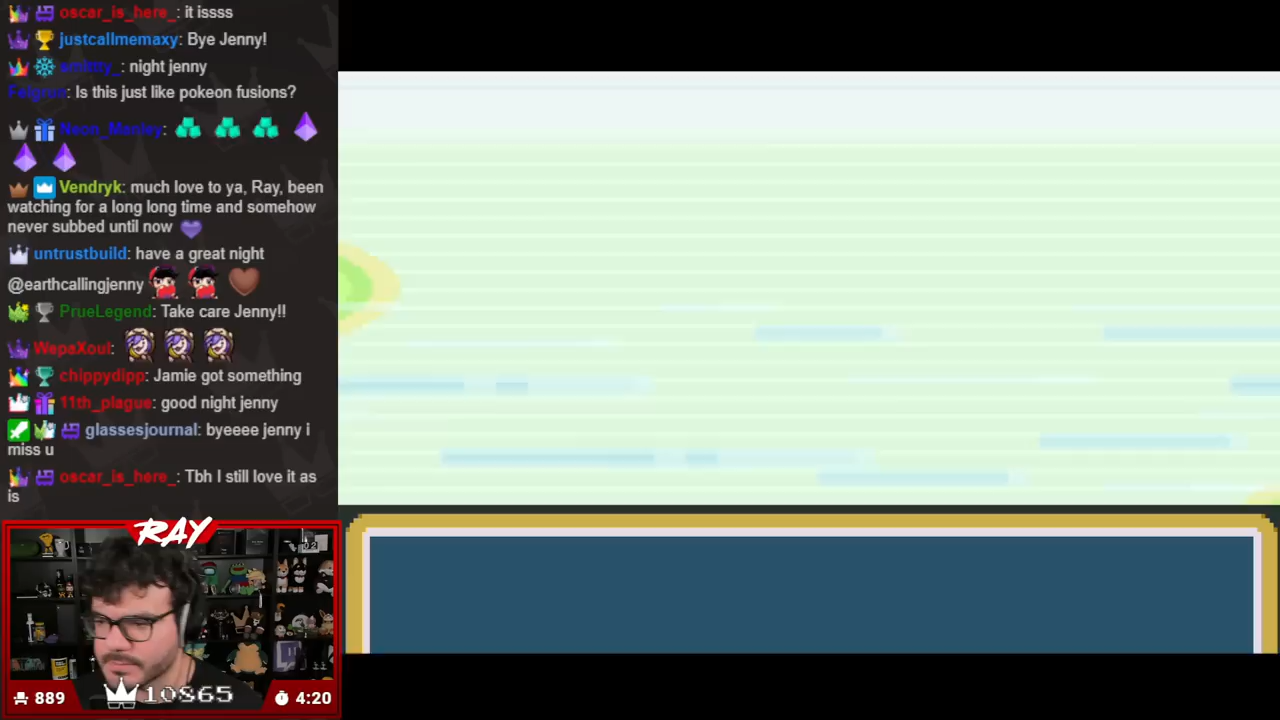 oscar_is_here_: it issss
justcallmemaxy: Bye Jenny!
smittty_: night jenny
Felgrun: Is this just like pokeon fusions?
Neon_Manley:
Vendryk: much love to ya, Ray, been
watching for a long long time and somehow
never subbed until now
untrustbuild: have a great night
@earthcallingjenny
PrueLegend: Take care Jenny!!
WepaXoul:
chippydipp: Jamie got something
11th_plague: good night jenny
glassesjournal: byeeee jenny i
miss u
oscar_is_here_: Tbh I still love it as
is
RAY
889
10865
4:20